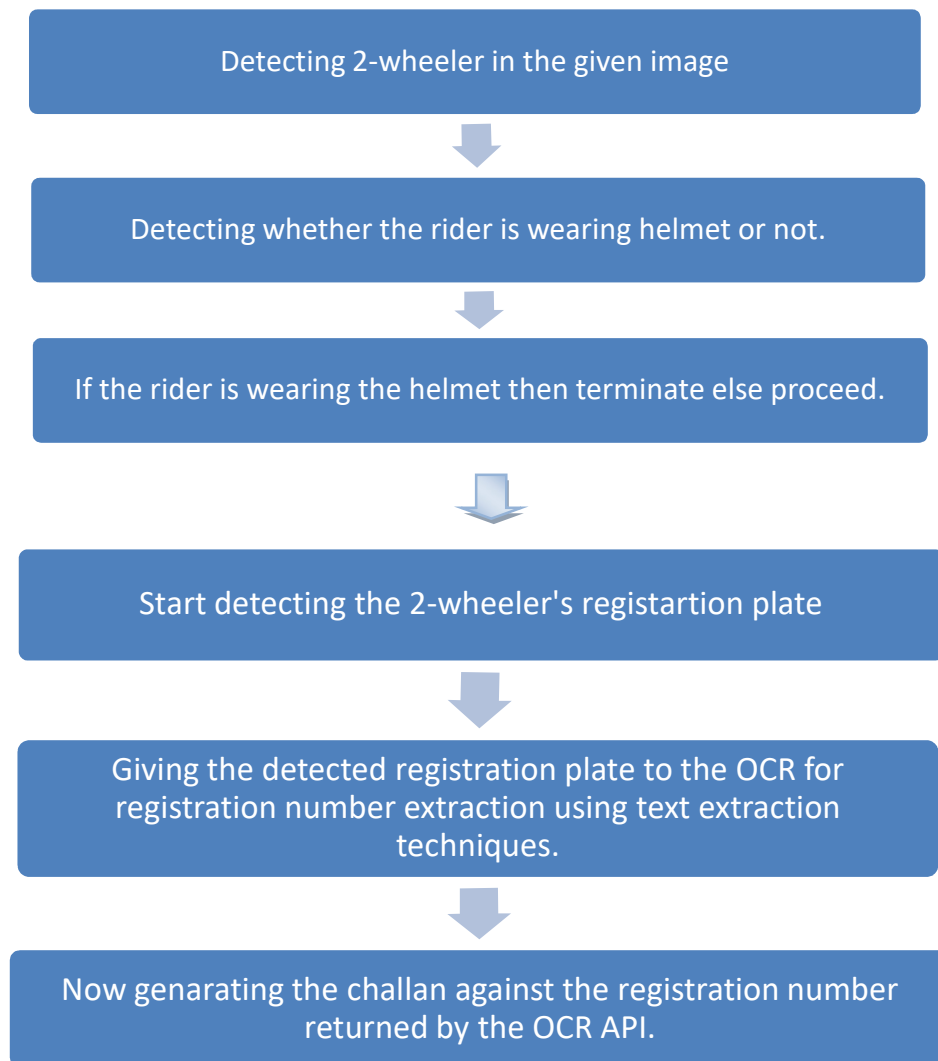 Detecting 2-wheeler in the given image
Detecting whether the rider is wearing helmet or not.
If the rider is wearing the helmet then terminate else proceed.
Start detecting the 2-wheeler's registartion plate
Giving the detected registration plate to the OCR for
registration number extraction using text extraction
techniques.
Now genarating the challan against the registration number
returned by the OCR API.